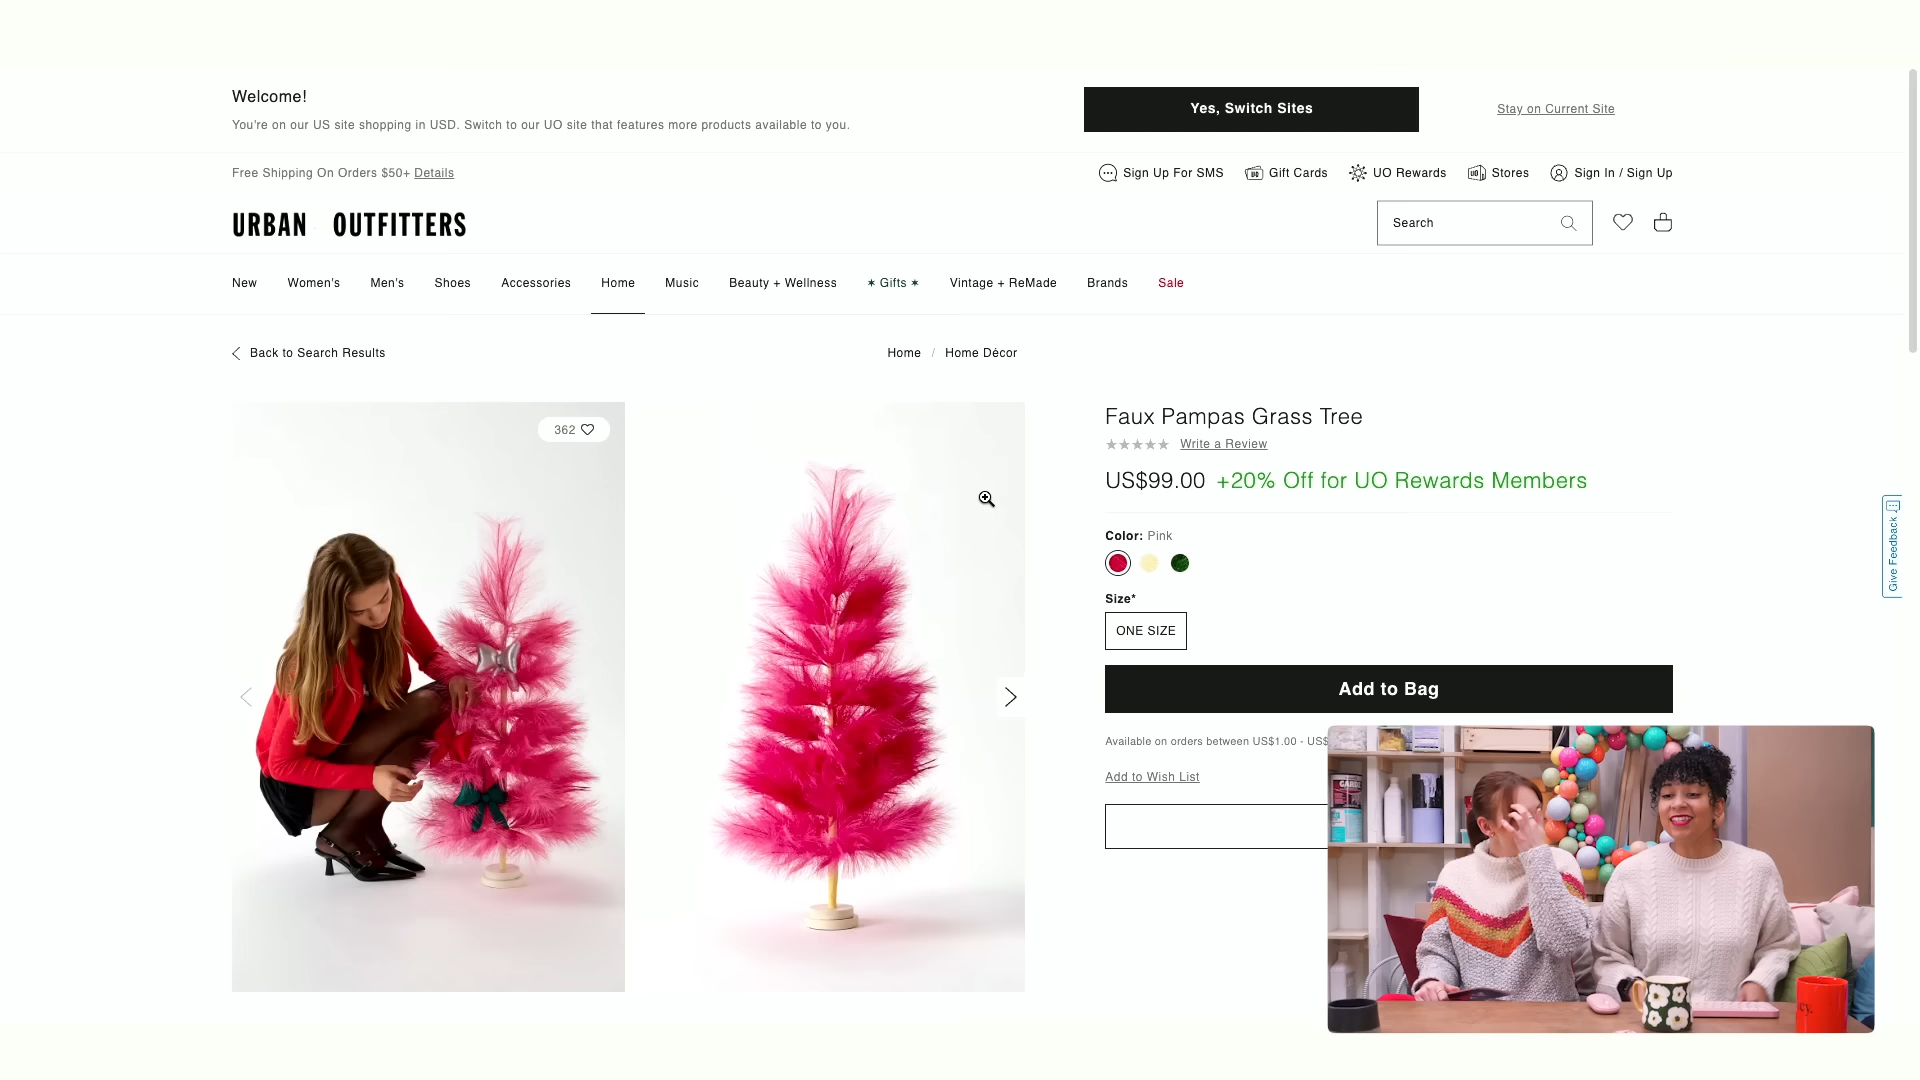 Welcome!
You're on our US site shopping in USD. Switch to our UO site that features more products available to you.
Yes, Switch Sites
Stay on Current Site
Free Shipping On Orders $50+ Details
Sign Up For SMS
Gift Cards
UO Rewards
Stores
Sign In / Sign Up
URBAN OUTFITTERS
Search
New
Women's
Men's
Shoes
Accessories
Home
Music
Beauty + Wellness
✶ Gifts ✶
Vintage + ReMade
Brands
Sale
Back to Search Results
Home / Home Décor
362
Faux Pampas Grass Tree
Write a Review
US$99.00 +20% Off for UO Rewards Members
Color: Pink
Size*
ONE SIZE
Add to Bag
Available on orders between US$1.00 - US$
Add to Wish List
Give Feedback